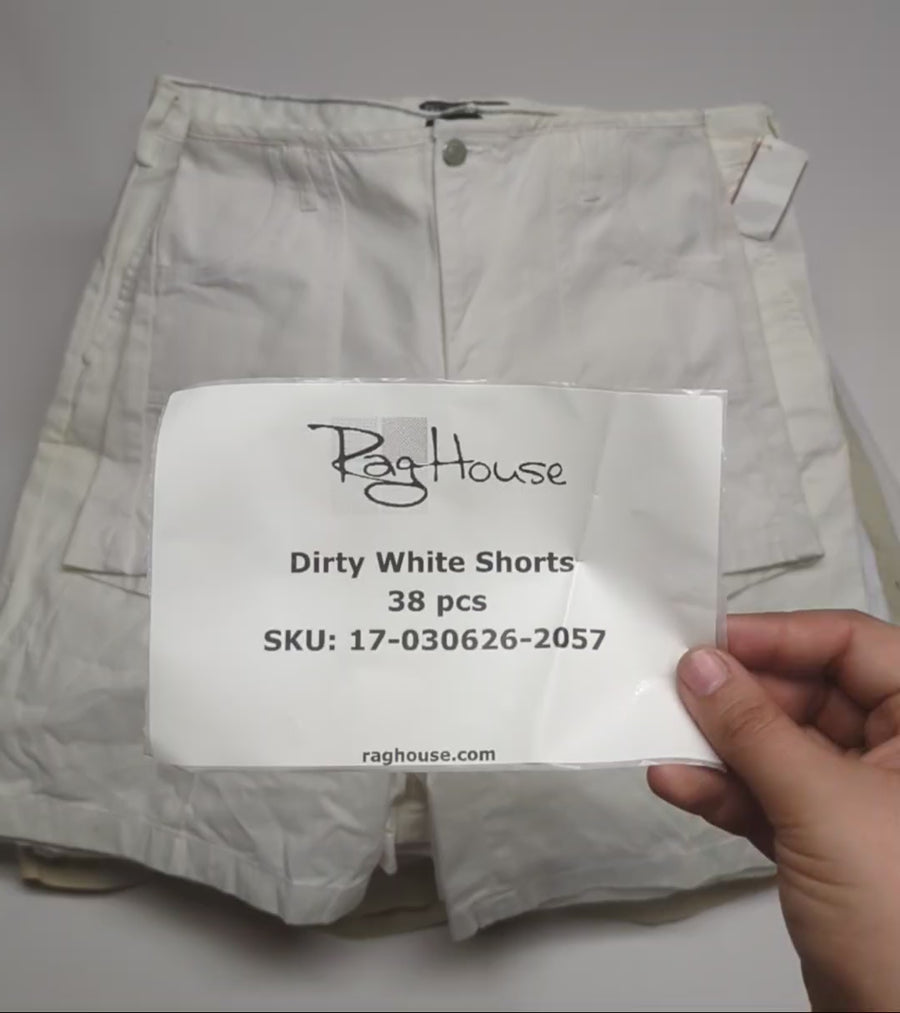 RagHouse
Dirty White Shorts
38 pcs
SKU: 17-030626-2057
raghouse.com